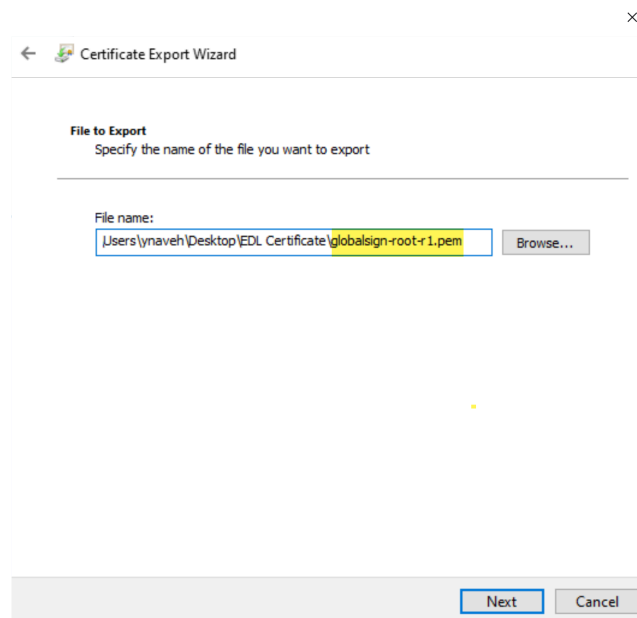 Certificate Export Wizard
File to Export
Specify the name of the file you want to export
File name:
\Users\ynaveh\Desktop\EDL Certificate\globalsign-root-r1.pem
Browse...
Next
Cancel